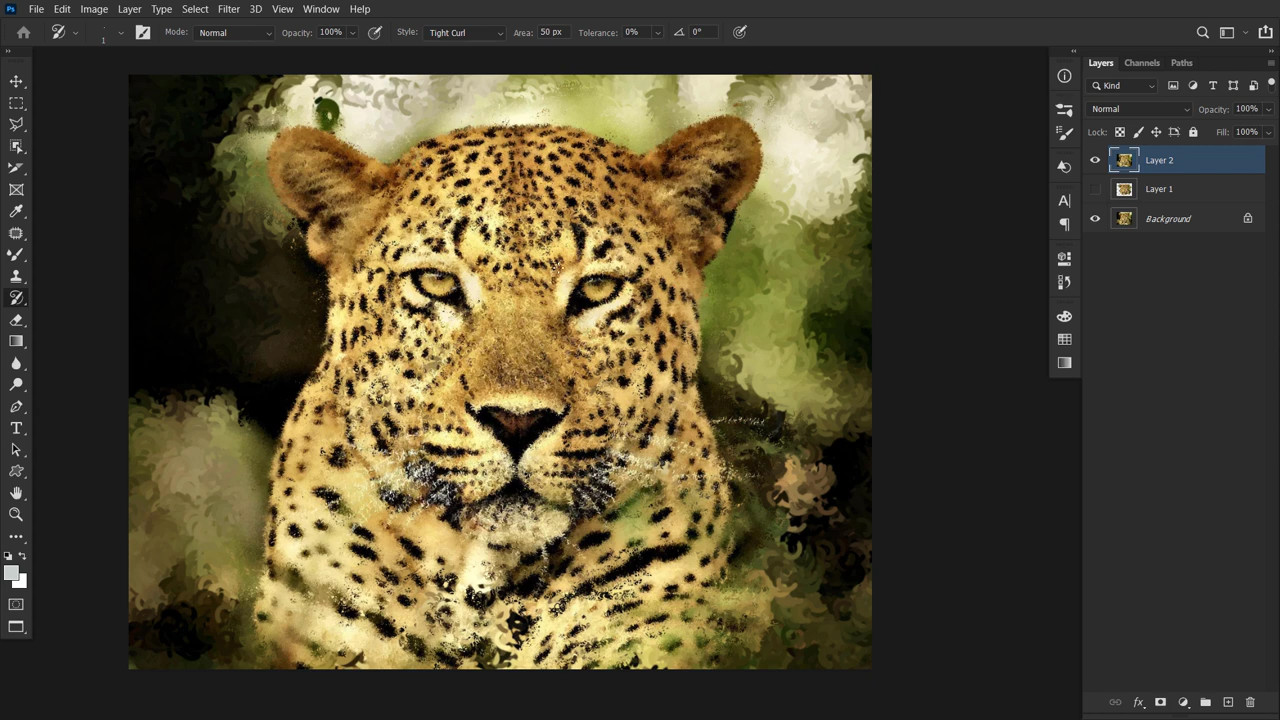 Ps File Edit Image Layer Type Select Filter 3D View Window Help
1 Mode: Normal Opacity: 100% Style: Tight Curl Area: 50 px Tolerance: 0% 0°
Layers Channels Paths
Kind
Normal Opacity: 100%
Lock: Fill: 100%
Layer 2
Layer 1
Background